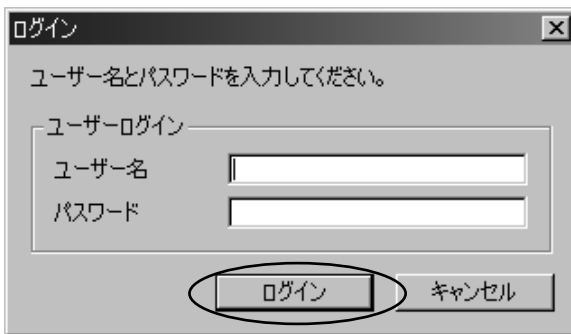 ログイン
ユーザー名とパスワードを入力してください。
ユーザーログイン
ユーザー名
パスワード
ログイン キャンセル